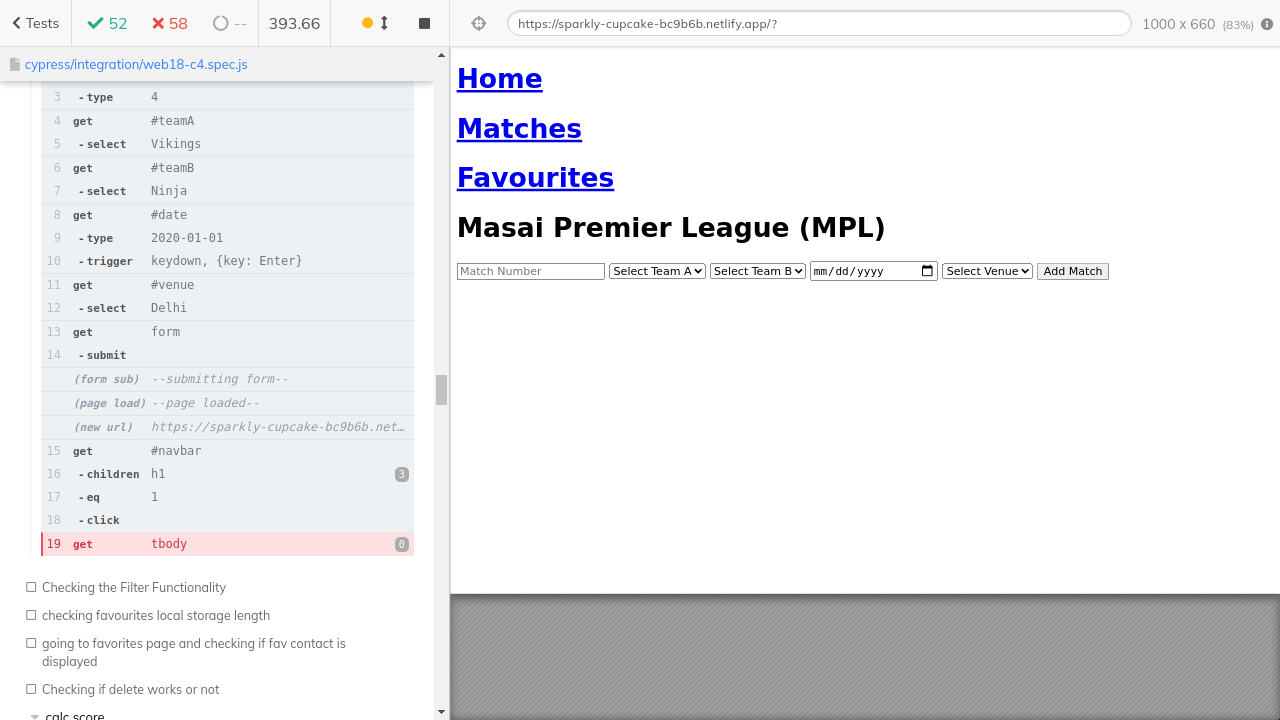 Tests
52
58
--
393.66
https://sparkly-cupcake-bc9b6b.netlify.app/?
1000 x 660 (83%)
cypress/integration/web18-c4.spec.js
3 - type 4
4 get #teamA
5 - select Vikings
6 get #teamB
7 - select Ninja
8 get #date
9 - type 2020-01-01
10 - trigger keydown, {key: Enter}
11 get #venue
12 - select Delhi
13 get form
14 - submit
(form sub) --submitting form--
(page load) --page loaded--
(new url) https://sparkly-cupcake-bc9b6b.net…
15 get #navbar
16 - children h1 3
17 - eq 1
18 - click
19 get tbody 0
Checking the Filter Functionality
checking favourites local storage length
going to favorites page and checking if fav contact is
displayed
Checking if delete works or not
calc score
Home
Matches
Favourites
Masai Premier League (MPL)
Match Number Select Team A Select Team B mm/dd/yyyy Select Venue Add Match